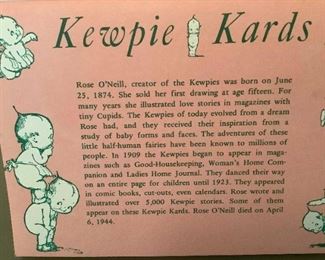 Kewpie Kards
Rose O'Neill, creator of the Kewpies was born on June
25, 1874. She sold her first drawing at age fifteen. For
many years she illustrated love stories in magazines with
tiny Cupids. The Kewpies of today evolved from a dream
Rose had, and they received their inspiration from a
study of baby forms and faces. The adventures of these
little half-human fairies have been known to millions of
people. In 1909 the Kewpies began to appear in maga-
zines such as Good-Housekeeping, Woman's Home Com-
panion and Ladies Home Journal. They danced their way
on an entire page for children until 1923. They appeared
in comic books, cut-outs, even calendars. Rose wrote and
illustrated over 5,000 Kewpie stories. Some of them
appear on these Kewpie Kards. Rose O'Neill died on April
6, 1944.